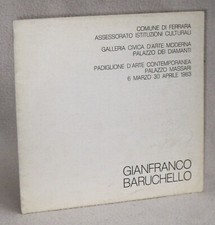 COMUNE DI FERRARA
ASSESSORATO ISTITUZIONI CULTURALI
GALLERIA CIVICA D'ARTE MODERNA
PALAZZO DEI DIAMANTI
PADIGLIONE D'ARTE CONTEMPORANEA
PALAZZO MASSARI
6 MARZO 30 APRILE 1983
GIANFRANCO
BARUCHELLO